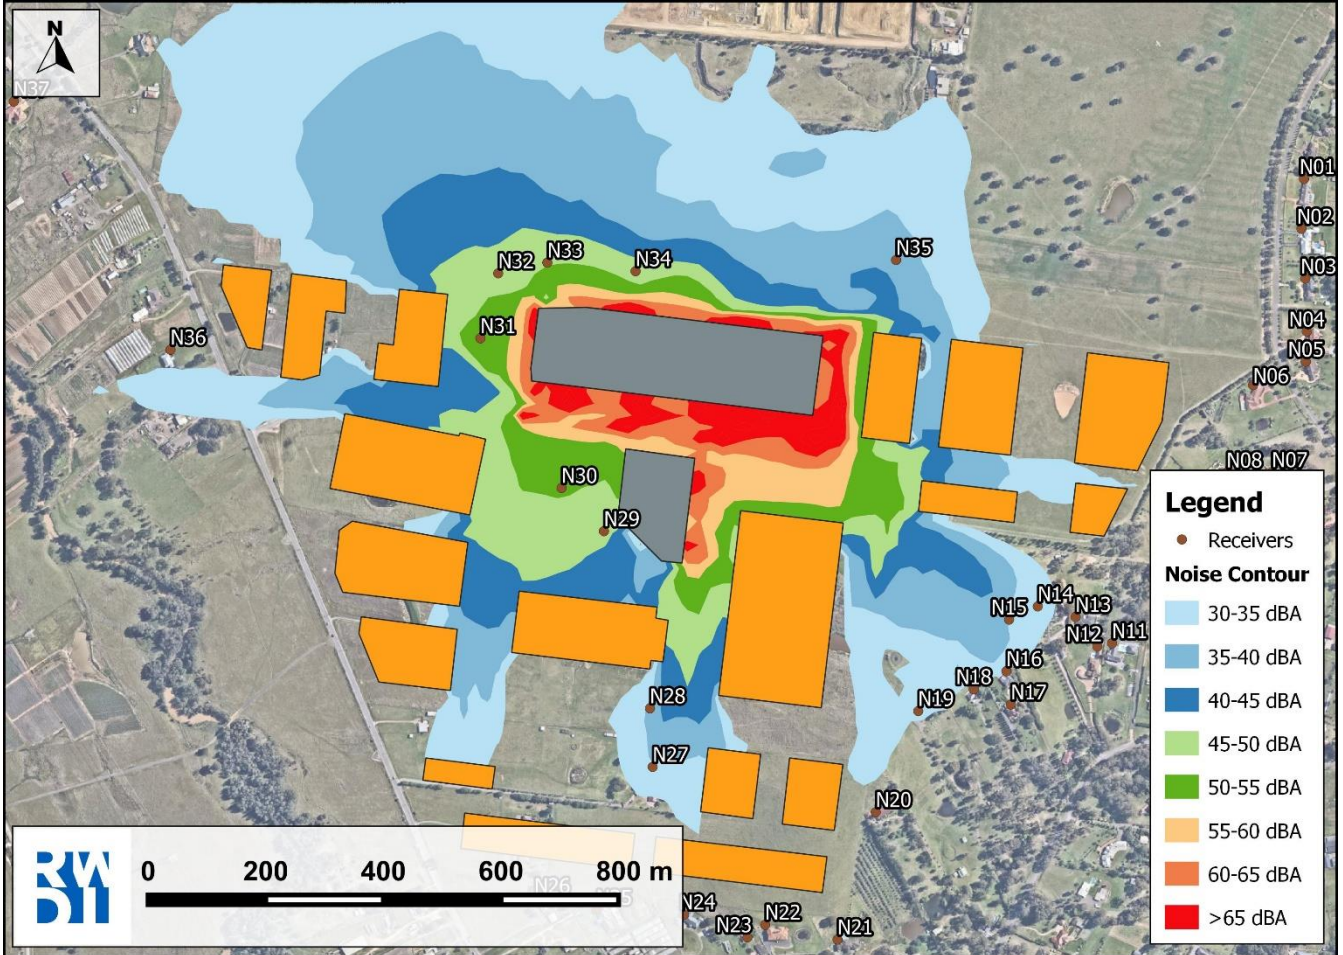 N
N37
N01
N02
N33
N34
N35
N32
N03
N31
N04
N36
N05
N06
N08 N07
N30
N29
N14
N15
N13
N12 N11
N16
N18
N17
N19
N28
N27
N20
N26
N24
N22
N23
N21
RWDI
0 200 400 600 800 m
Legend
Receivers
Noise Contour
30-35 dBA
35-40 dBA
40-45 dBA
45-50 dBA
50-55 dBA
55-60 dBA
60-65 dBA
>65 dBA